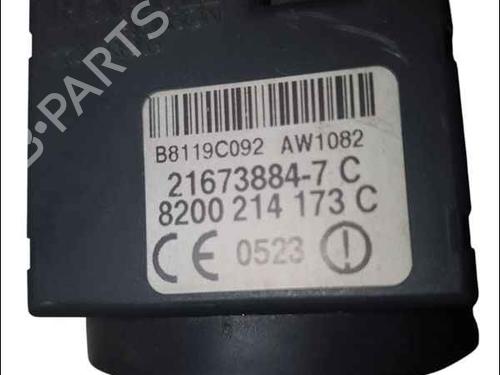 B-PARTS
B8119C092 AW1082
21673884-7 C
8200 214 173 C
CE 0523